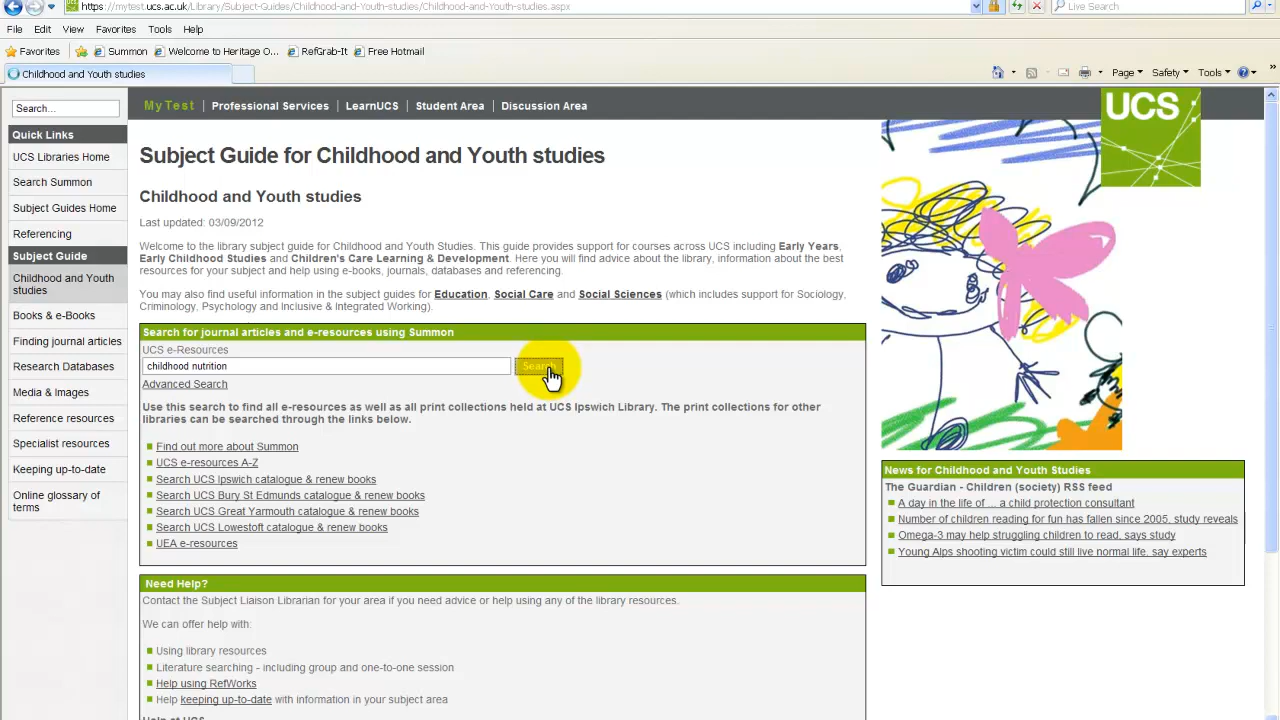 https://mytest.ucs.ac.uk/Library/Subject-Guides/Childhood-and-Youth-studies/Childhood-and-Youth-studies.aspx
Live Search
File Edit View Favorites Tools Help
Favorites Summon Welcome to Heritage O... RefGrab-It Free Hotmail
Childhood and Youth studies
Page Safety Tools
Search...
MyTest | Professional Services | LearnUCS | Student Area | Discussion Area
UCS
Quick Links
UCS Libraries Home
Search Summon
Subject Guides Home
Referencing
Subject Guide
Childhood and Youth
studies
Books & e-Books
Finding journal articles
Research Databases
Media & Images
Reference resources
Specialist resources
Keeping up-to-date
Online glossary of
terms
Subject Guide for Childhood and Youth studies
Childhood and Youth studies
Last updated: 03/09/2012
Welcome to the library subject guide for Childhood and Youth Studies. This guide provides support for courses across UCS including Early Years,
Early Childhood Studies and Children's Care Learning & Development. Here you will find advice about the library, information about the best
resources for your subject and help using e-books, journals, databases and referencing.
You may also find useful information in the subject guides for Education, Social Care and Social Sciences (which includes support for Sociology,
Criminology, Psychology and Inclusive & Integrated Working).
Search for journal articles and e-resources using Summon
UCS e-Resources
childhood nutrition Search
Advanced Search
Use this search to find all e-resources as well as all print collections held at UCS Ipswich Library. The print collections for other
libraries can be searched through the links below.
Find out more about Summon
UCS e-resources A-Z
Search UCS Ipswich catalogue & renew books
Search UCS Bury St Edmunds catalogue & renew books
Search UCS Great Yarmouth catalogue & renew books
Search UCS Lowestoft catalogue & renew books
UEA e-resources
Need Help?
Contact the Subject Liaison Librarian for your area if you need advice or help using any of the library resources.
We can offer help with:
Using library resources
Literature searching - including group and one-to-one session
Help using RefWorks
Help keeping up-to-date with information in your subject area
Help at UCS
News for Childhood and Youth Studies
The Guardian - Children (society) RSS feed
A day in the life of ... a child protection consultant
Number of children reading for fun has fallen since 2005, study reveals
Omega-3 may help struggling children to read, says study
Young Alps shooting victim could still live normal life, say experts